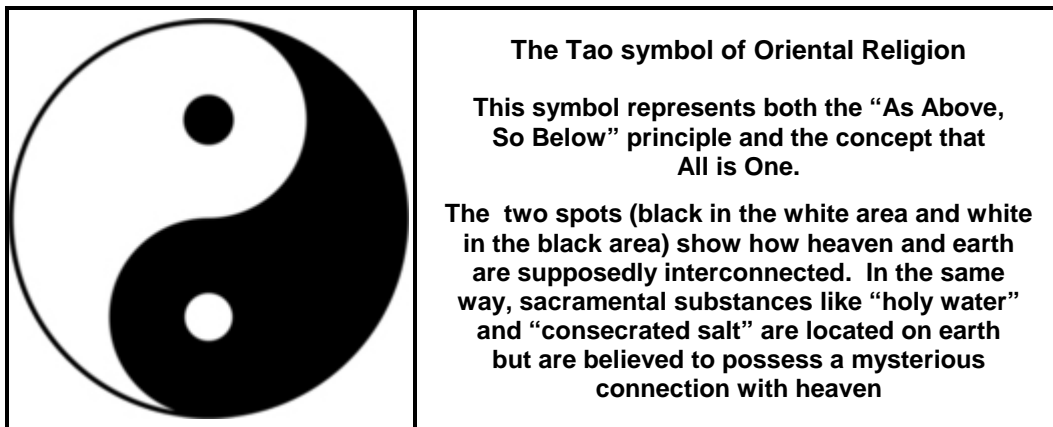 The Tao symbol of Oriental Religion
This symbol represents both the “As Above,
So Below” principle and the concept that
All is One.
The  two spots (black in the white area and white
in the black area) show how heaven and earth
are supposedly interconnected.  In the same
way, sacramental substances like “holy water”
and “consecrated salt” are located on earth
but are believed to possess a mysterious
connection with heaven